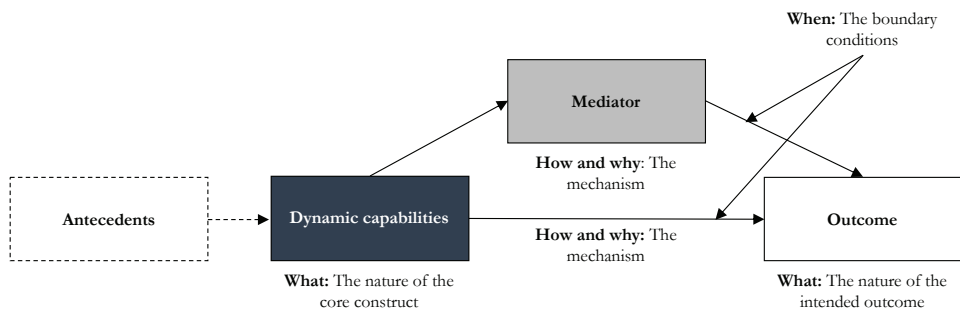 When: The boundary
conditions
Mediator
How and why: The
mechanism
Antecedents
Dynamic capabilities
Outcome
How and why: The
mechanism
What: The nature of the
core construct
What: The nature of the
intended outcome